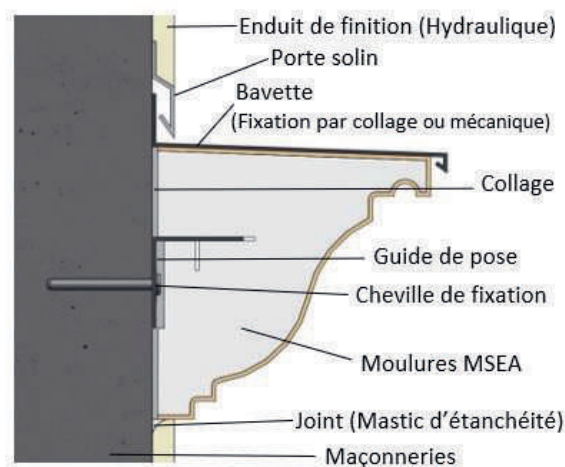 Enduit de finition (Hydraulique)
Porte solin
Bavette
(Fixation par collage ou mécanique)
Collage
Guide de pose
Cheville de fixation
Moulures MSEA
Joint (Mastic d'étanchéité)
Maçonneries